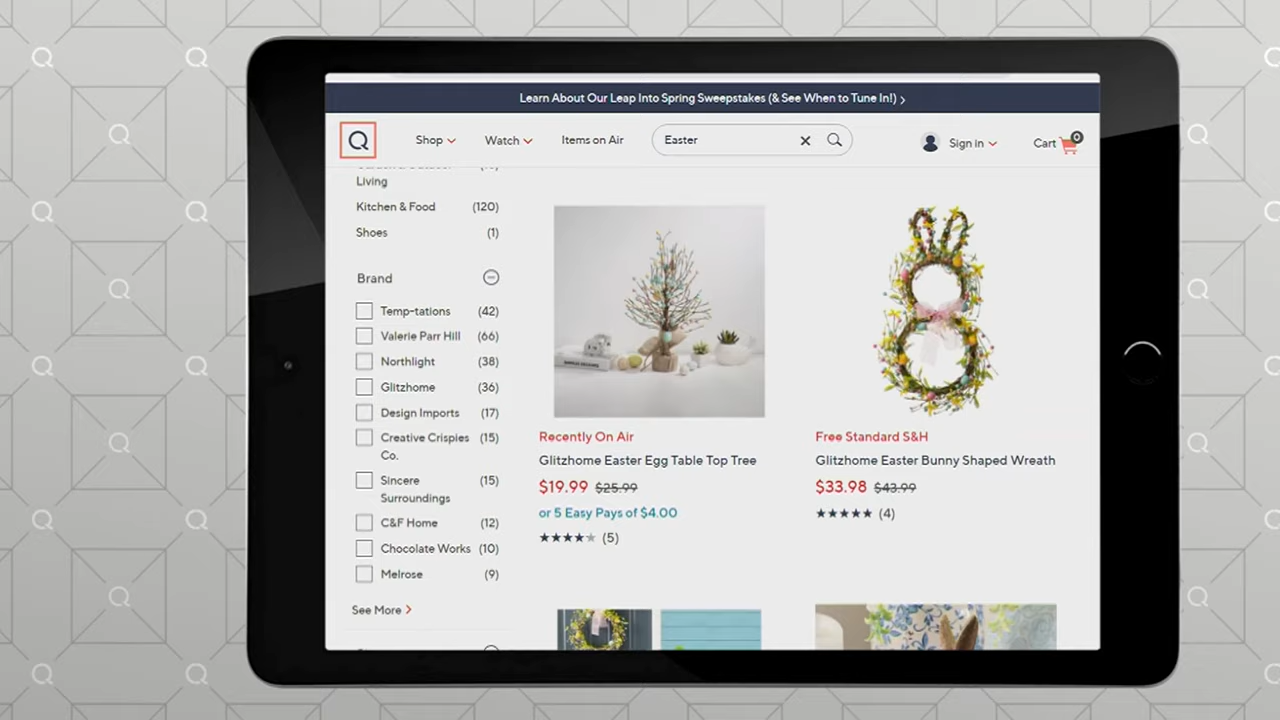 Learn About Our Leap Into Spring Sweepstakes (& See When to Tune In!) >
Q Shop Watch Items on Air Easter Sign in Cart 0
Living
Kitchen & Food (120)
Shoes (1)
Brand
Temp-tations (42)
Valerie Parr Hill (66)
Northlight (38)
Glitzhome (36)
Design Imports (17)
Creative Crispies (15)
Co.
Sincere (15)
Surroundings
C&F Home (12)
Chocolate Works (10)
Melrose (9)
See More >
Recently On Air
Glitzhome Easter Egg Table Top Tree
$19.99 $25.99
or 5 Easy Pays of $4.00
(5)
Free Standard S&H
Glitzhome Easter Bunny Shaped Wreath
$33.98 $43.99
(4)